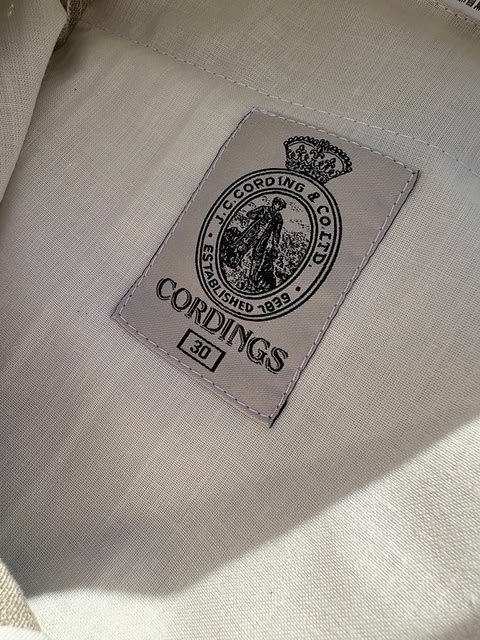 J.C.CORDING & CO.LTD.
ESTABLISHED 1839
CORDINGS
30